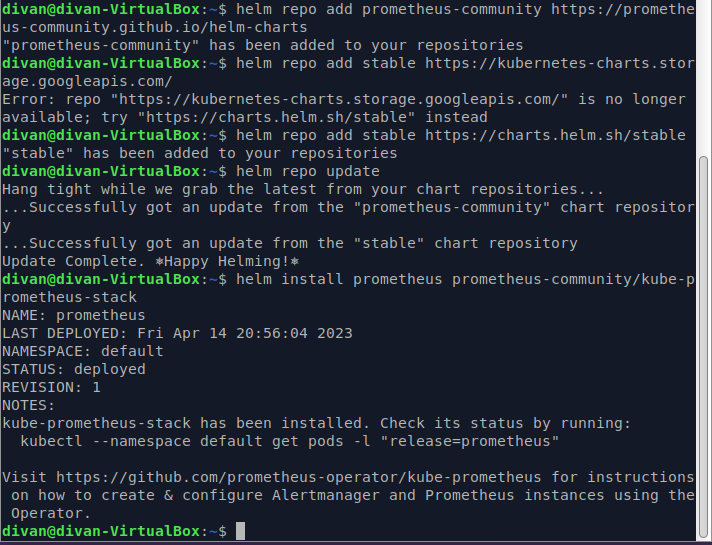 divan@divan-VirtualBox:~$ helm repo add prometheus-community https://promethe
us-community.github.io/helm-charts
"prometheus-community" has been added to your repositories
divan@divan-VirtualBox:~$ helm repo add stable https://kubernetes-charts.stor
age.googleapis.com/
Error: repo "https://kubernetes-charts.storage.googleapis.com/" is no longer
available; try "https://charts.helm.sh/stable" instead
divan@divan-VirtualBox:~$ helm repo add stable https://charts.helm.sh/stable
"stable" has been added to your repositories
divan@divan-VirtualBox:~$ helm repo update
Hang tight while we grab the latest from your chart repositories...
...Successfully got an update from the "prometheus-community" chart repositor
y
...Successfully got an update from the "stable" chart repository
Update Complete. ⎈Happy Helming!⎈
divan@divan-VirtualBox:~$ helm install prometheus prometheus-community/kube-p
rometheus-stack
NAME: prometheus
LAST DEPLOYED: Fri Apr 14 20:56:04 2023
NAMESPACE: default
STATUS: deployed
REVISION: 1
NOTES:
kube-prometheus-stack has been installed. Check its status by running:
  kubectl --namespace default get pods -l "release=prometheus"

Visit https://github.com/prometheus-operator/kube-prometheus for instructions
 on how to create & configure Alertmanager and Prometheus instances using the
 Operator.
divan@divan-VirtualBox:~$